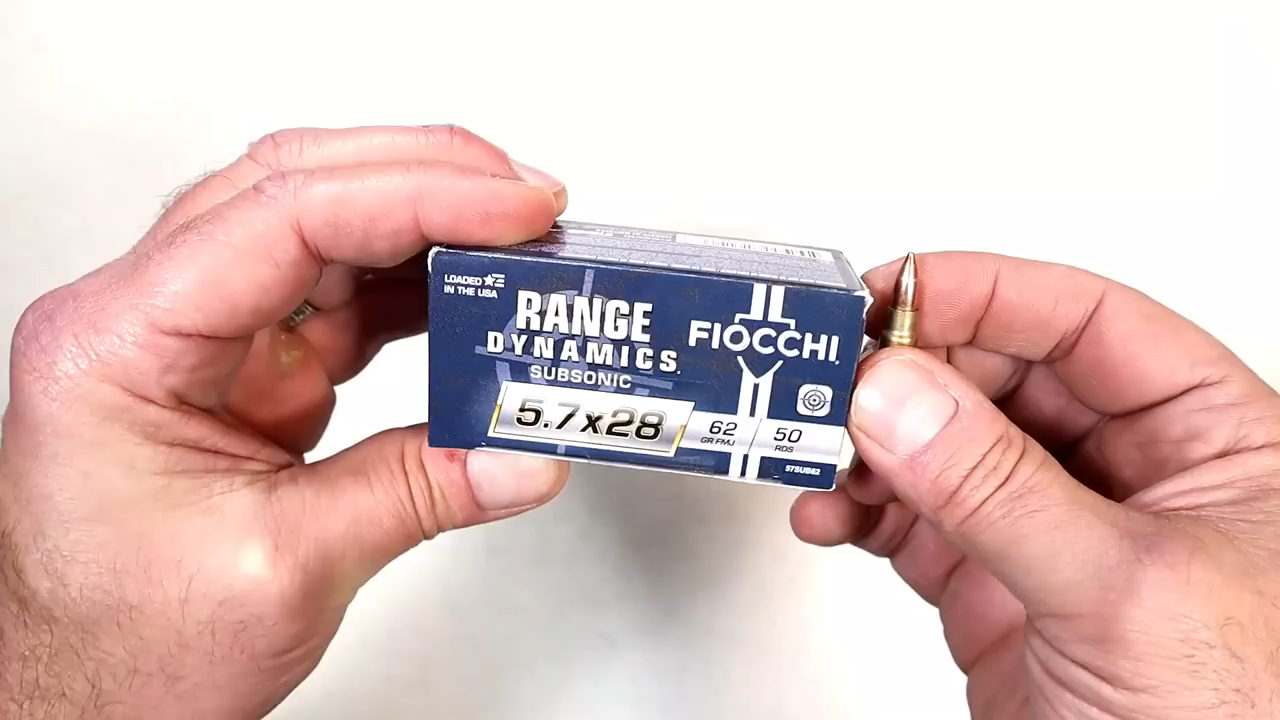 LOADED
IN THE USA
RANGE
DYNAMICS
SUBSONIC
5.7x28
FIOCCHI
62
GR FMJ
50
RDS
57SUB62